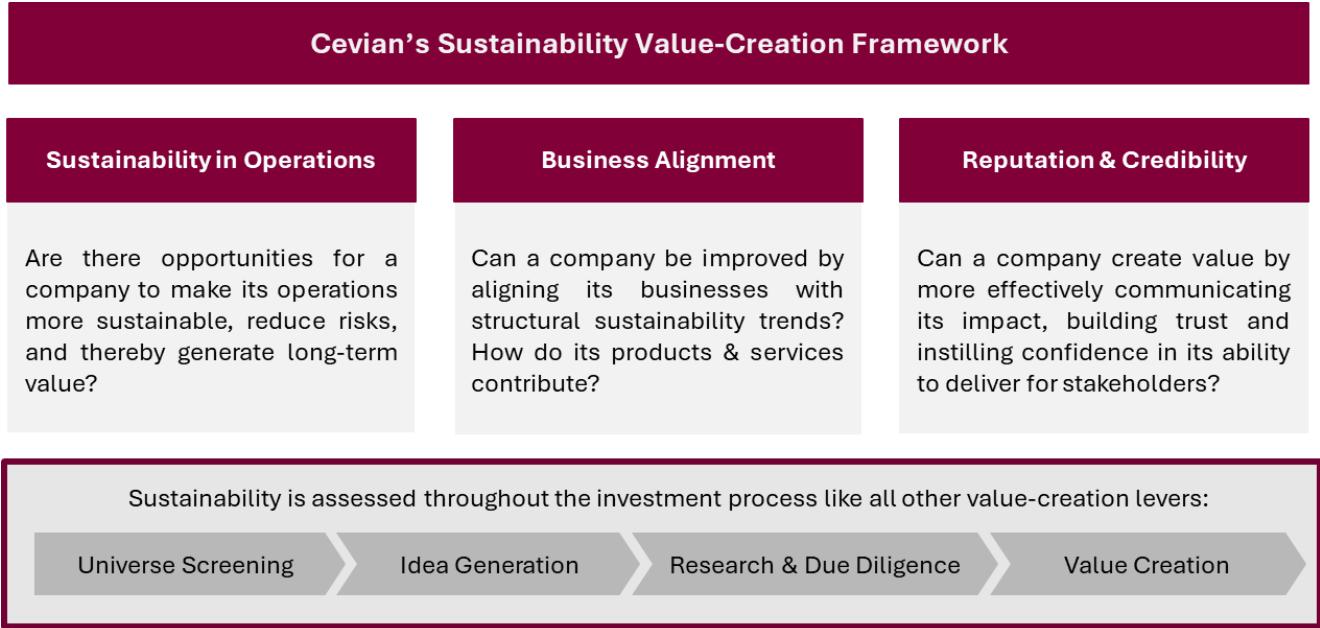 Cevian’s Sustainability Value-Creation Framework
Sustainability in Operations
Are there opportunities for a
company to make its operations
more sustainable, reduce risks,
and thereby generate long-term
value?
Business Alignment
Can a company be improved by
aligning its businesses with
structural sustainability trends?
How do its products & services
contribute?
Reputation & Credibility
Can a company create value by
more effectively communicating
its impact, building trust and
instilling confidence in its ability
to deliver for stakeholders?
Sustainability is assessed throughout the investment process like all other value-creation levers:
Universe Screening
Idea Generation
Research & Due Diligence
Value Creation